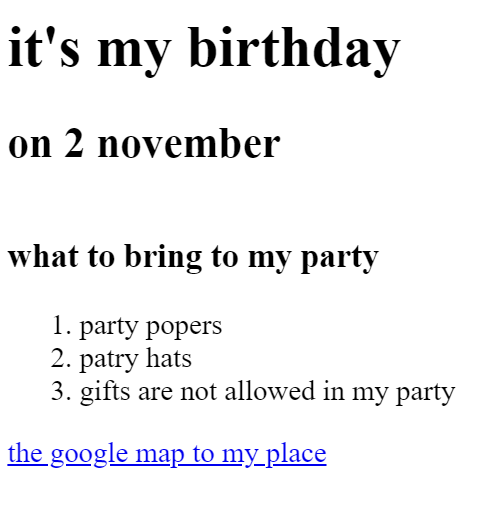 it's my birthday
on 2 november
what to bring to my party
1. party popers
2. patry hats
3. gifts are not allowed in my party
the google map to my place